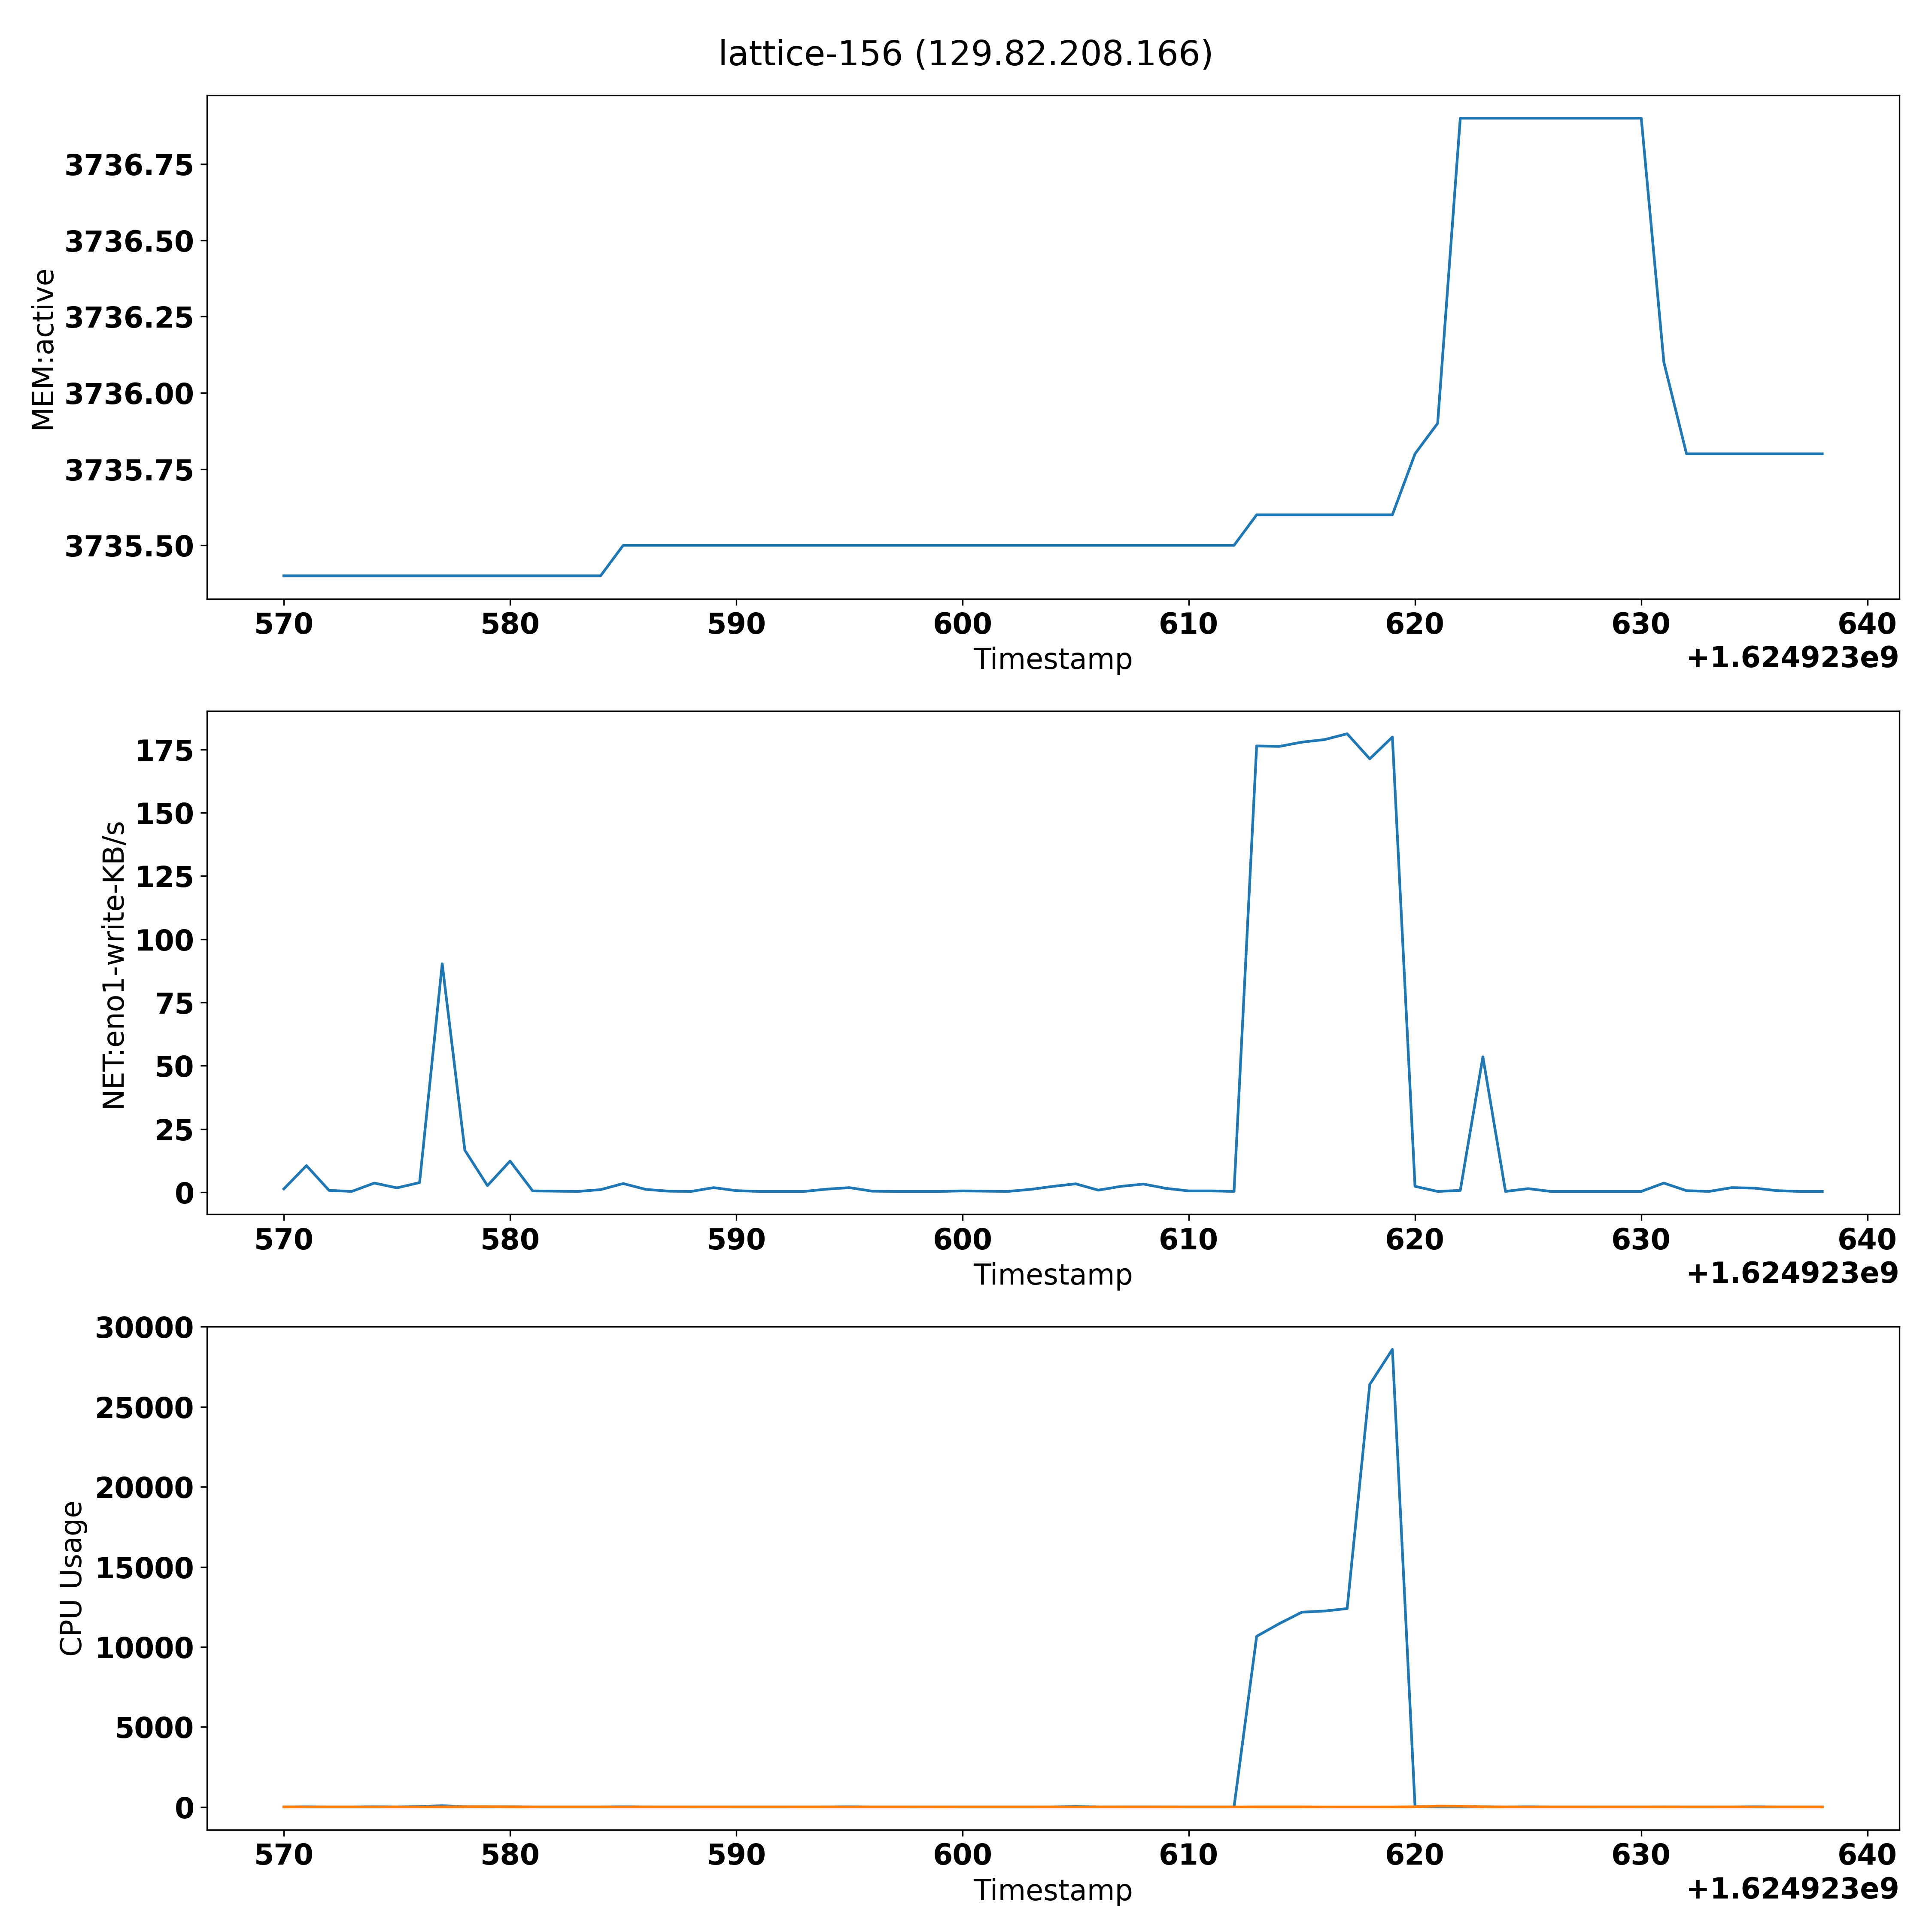 lattice-156 (129.82.208.166)
MEM:active
3736.75
3736.50
3736.25
3736.00
3735.75
3735.50
570 580 590 600 610 620 630 640
Timestamp
+1.624923e9
NET:eno1-write-KB/s
175
150
125
100
75
50
25
0
570 580 590 600 610 620 630 640
Timestamp
+1.624923e9
CPU Usage
30000
25000
20000
15000
10000
5000
0
570 580 590 600 610 620 630 640
Timestamp
+1.624923e9